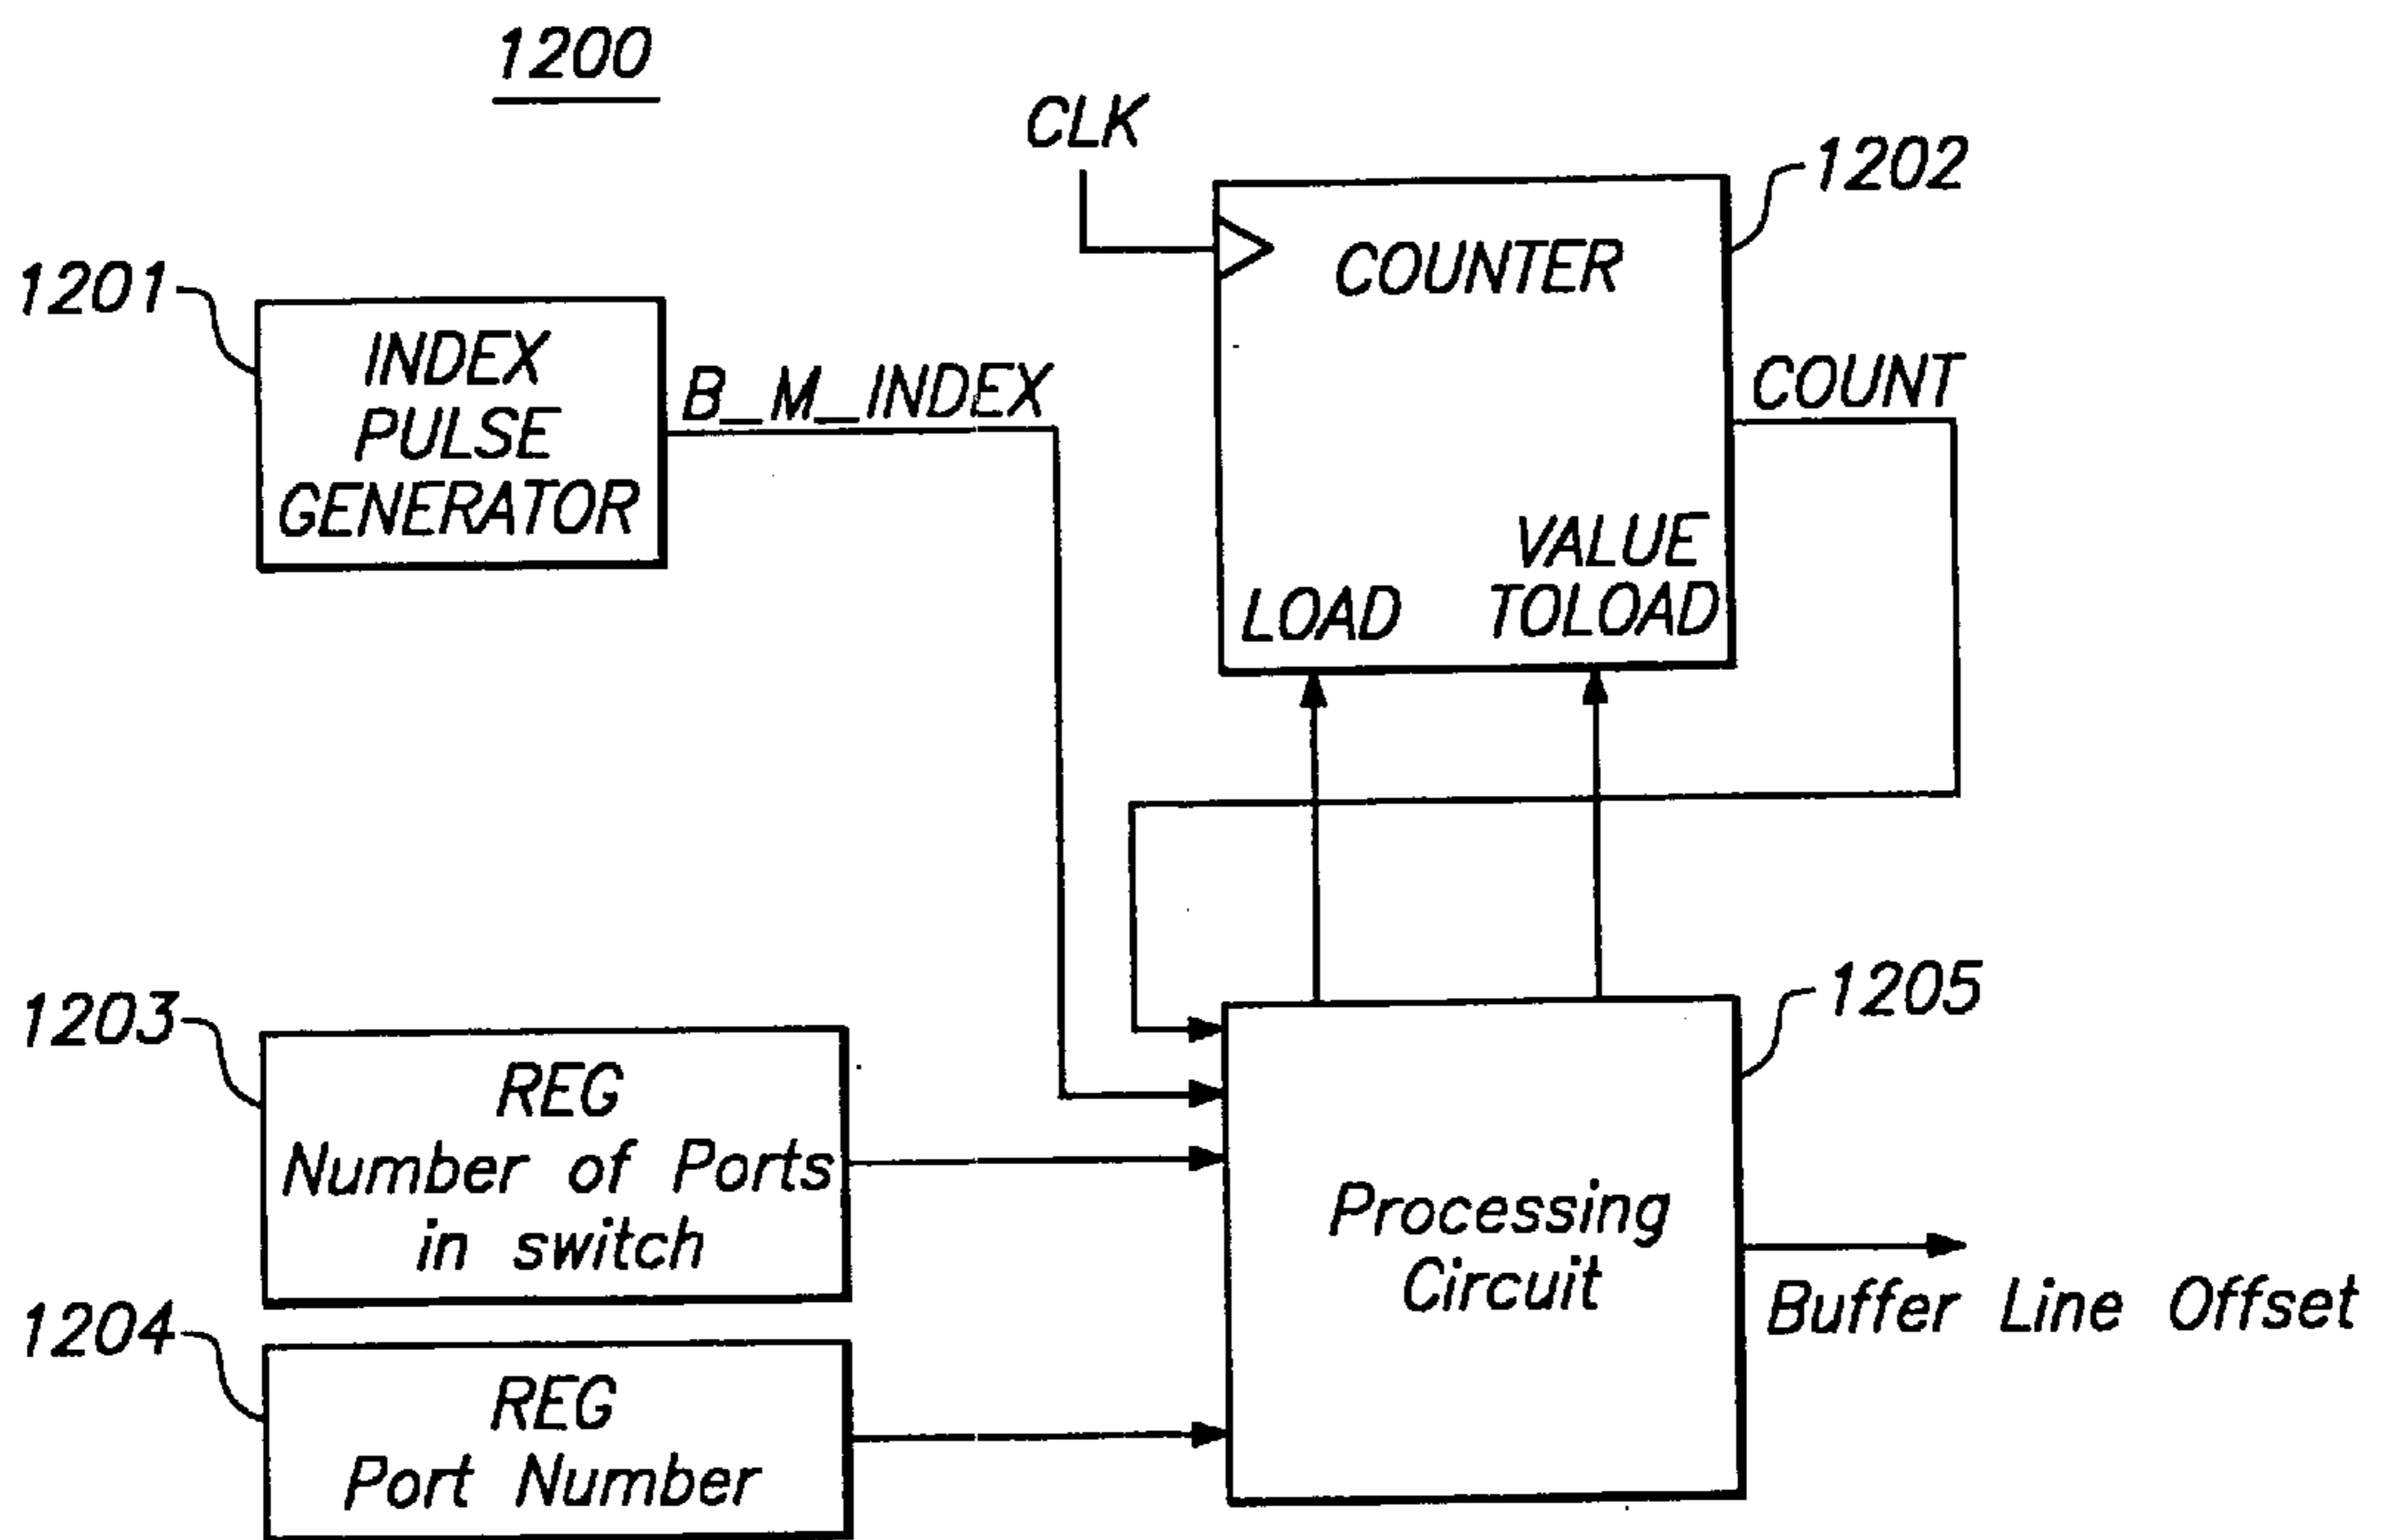 1200
CLK
1202
COUNTER
1201
INDEX
PULSE
GENERATOR
B_M_INDEX
COUNT
LOAD
VALUE
TOLOAD
1203
REG
Number of Ports
in switch
1205
Processing
Circuit
1204
REG
Port Number
Buffer Line Offset